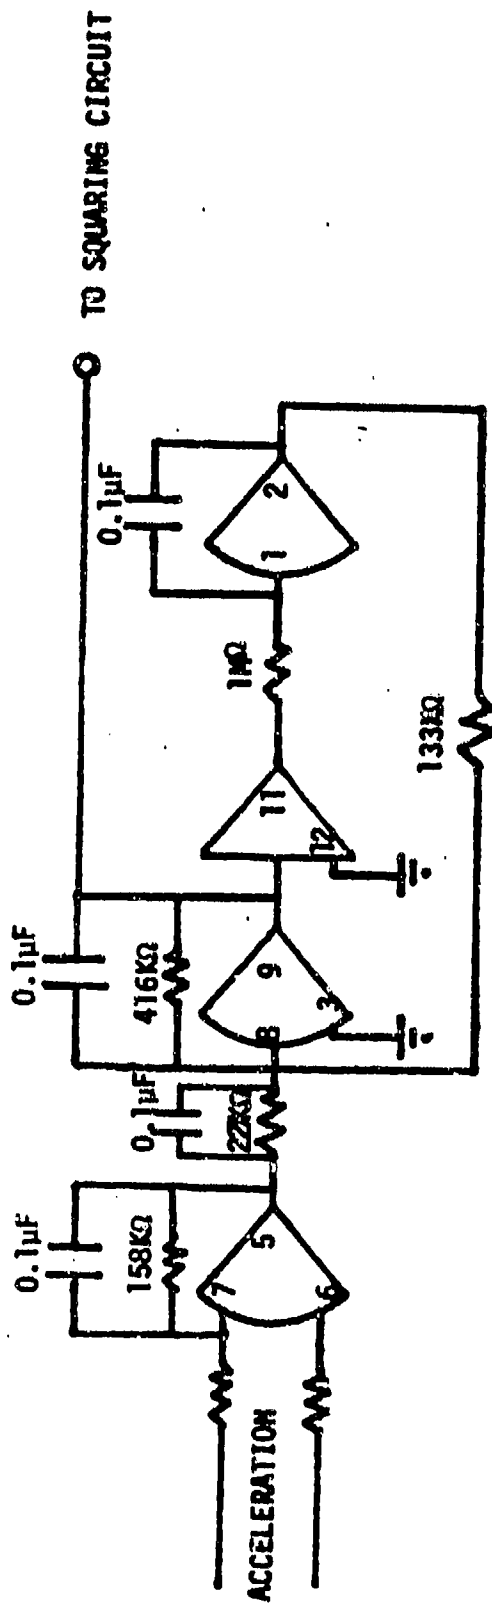 ACCELERATION
0.1µF
158KΩ
7
6
5
0.1µF
0.1µF
416KΩ
8
3
9
11
12
1MΩ
0.1µF
1
2
133KΩ
TO SQUARING CIRCUIT